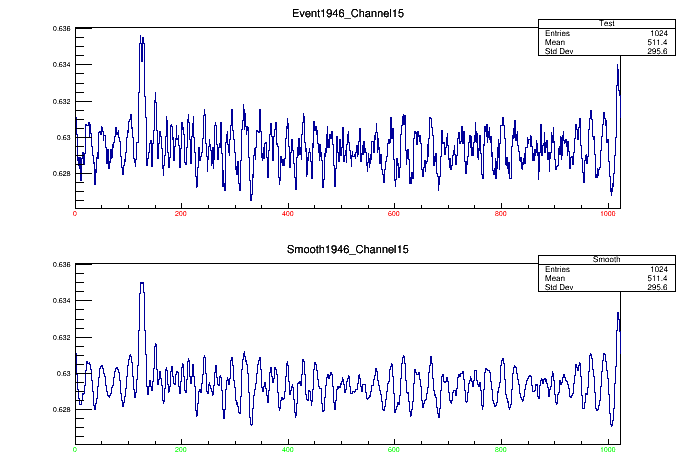 Event1946_Channel15
Test
Entries 1024
Mean 511.4
Std Dev 295.6
0.636
0.634
0.632
0.63
0.628
0 200 400 600 800 1000
Smooth1946_Channel15
Smooth
Entries 1024
Mean 511.4
Std Dev 295.6
0.636
0.634
0.632
0.63
0.628
0 200 400 600 800 1000